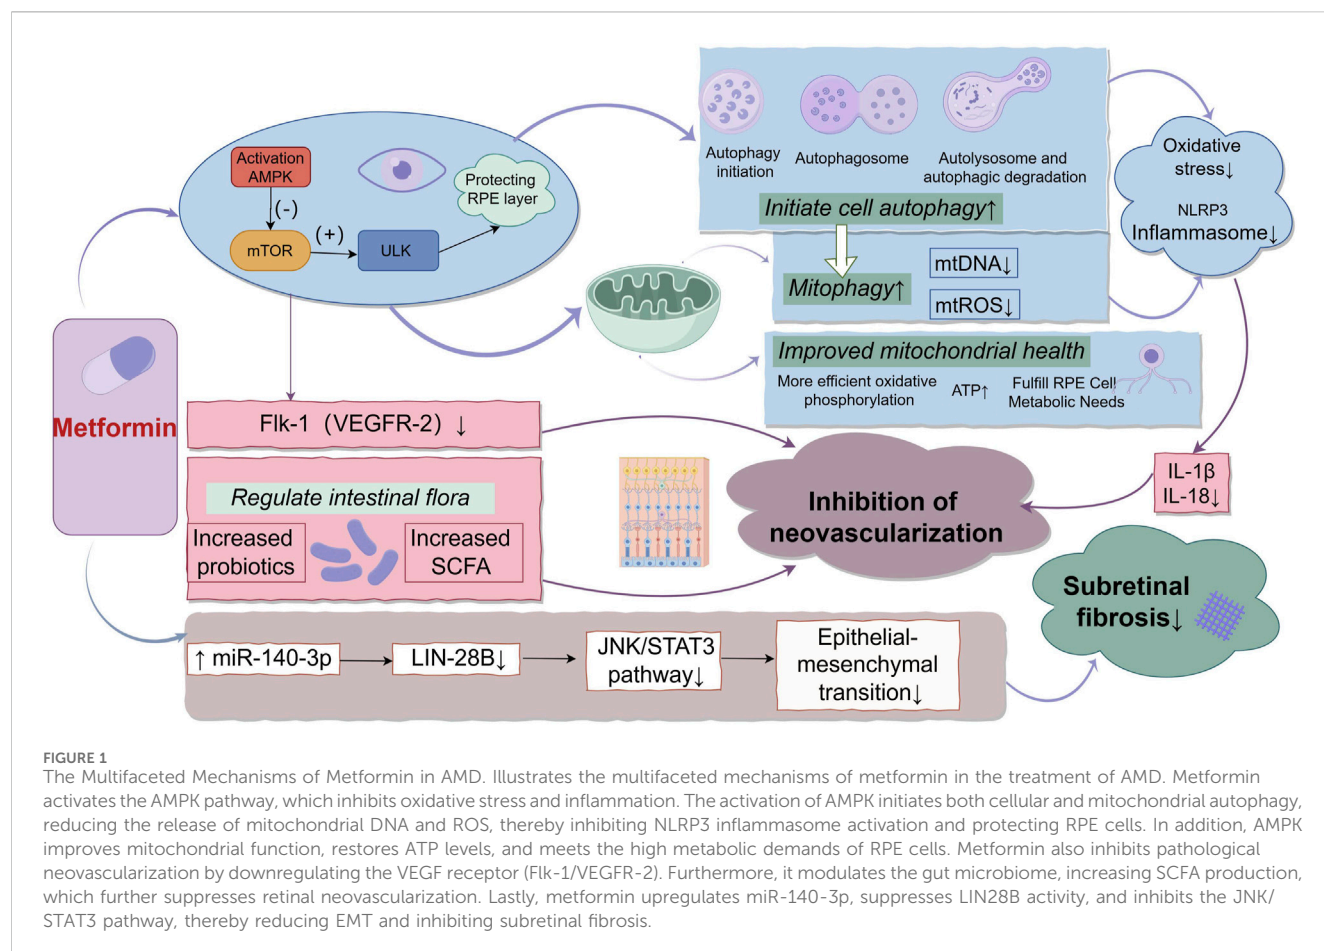 Metformin
Activation
AMPK
(-)
mTOR
(+)
ULK
Protecting
RPE layer
Autophagy
initiation
Autophagosome
Autolysosome and
autophagic degradation
Initiate cell autophagy↑
Mitophagy↑
mtDNA↓
mtROS↓
Improved mitochondrial health
More efficient oxidative
phosphorylation
ATP↑
Fulfill RPE Cell
Metabolic Needs
Oxidative
stress↓
NLRP3
Inflammasome↓
IL-1β
IL-18↓
Flk-1 (VEGFR-2) ↓
Regulate intestinal flora
Increased
probiotics
Increased
SCFA
Inhibition of
neovascularization
Subretinal
fibrosis↓
↑ miR-140-3p
LIN-28B↓
JNK/STAT3
pathway↓
Epithelial-
mesenchymal
transition↓
FIGURE 1
The Multifaceted Mechanisms of Metformin in AMD. Illustrates the multifaceted mechanisms of metformin in the treatment of AMD. Metformin
activates the AMPK pathway, which inhibits oxidative stress and inflammation. The activation of AMPK initiates both cellular and mitochondrial autophagy,
reducing the release of mitochondrial DNA and ROS, thereby inhibiting NLRP3 inflammasome activation and protecting RPE cells. In addition, AMPK
improves mitochondrial function, restores ATP levels, and meets the high metabolic demands of RPE cells. Metformin also inhibits pathological
neovascularization by downregulating the VEGF receptor (Flk-1/VEGFR-2). Furthermore, it modulates the gut microbiome, increasing SCFA production,
which further suppresses retinal neovascularization. Lastly, metformin upregulates miR-140-3p, suppresses LIN28B activity, and inhibits the JNK/
STAT3 pathway, thereby reducing EMT and inhibiting subretinal fibrosis.